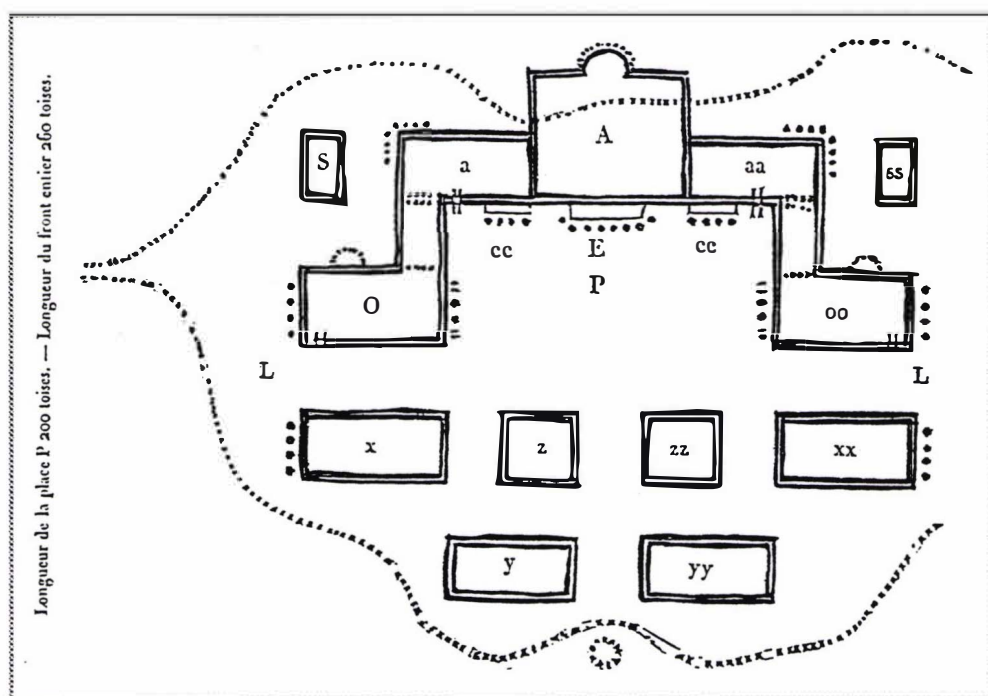 Longueur de la place P 200 toises. — Longueur du front entier 260 toises.
A
S a aa ss
cc E cc
P
O oo
L L
x z zz xx
y yy